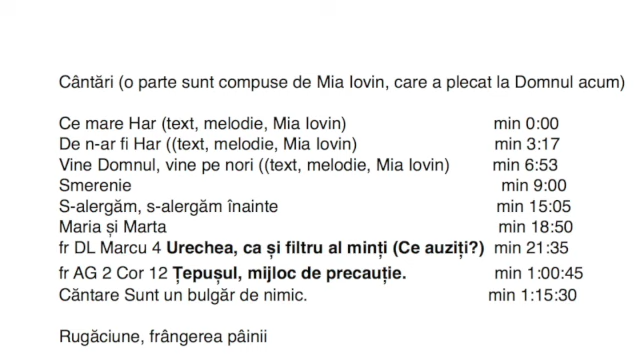 Cântări (o parte sunt compuse de Mia Iovin, care a plecat la Domnul acum)
Ce mare Har (text, melodie, Mia Iovin) min 0:00
De n-ar fi Har ((text, melodie, Mia Iovin) min 3:17
Vine Domnul, vine pe nori ((text, melodie, Mia Iovin) min 6:53
Smerenie min 9:00
S-alergăm, s-alergăm înainte min 15:05
Maria și Marta min 18:50
fr DL Marcu 4 Urechea, ca și filtru al minți (Ce auziți?) min 21:35
fr AG 2 Cor 12 Țepușul, mijloc de precauție. min 1:00:45
Căntare Sunt un bulgăr de nimic. min 1:15:30
Rugăciune, frângerea pâinii